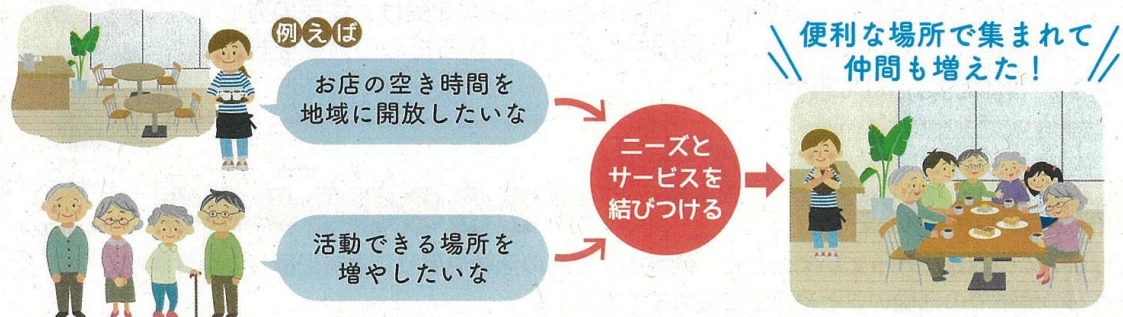 例えば
お店の空き時間を
地域に開放したいな
活動できる場所を
増やしたいな
ニーズと
サービスを
結びつける
便利な場所で集まれて
仲間も増えた！